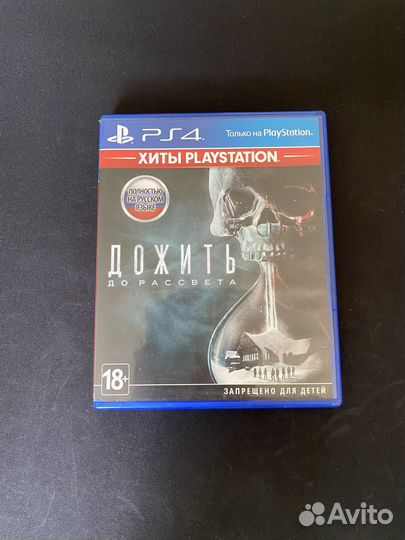 PS4 Только на PlayStation
ХИТЫ PLAYSTATION
ПОЛНОСТЬЮ
НА РУССКОМ
ЯЗЫКЕ
ДОЖИТЬ
ДО РАССВЕТА
18+
ЗАПРЕЩЕНО ДЛЯ ДЕТЕЙ
Avito